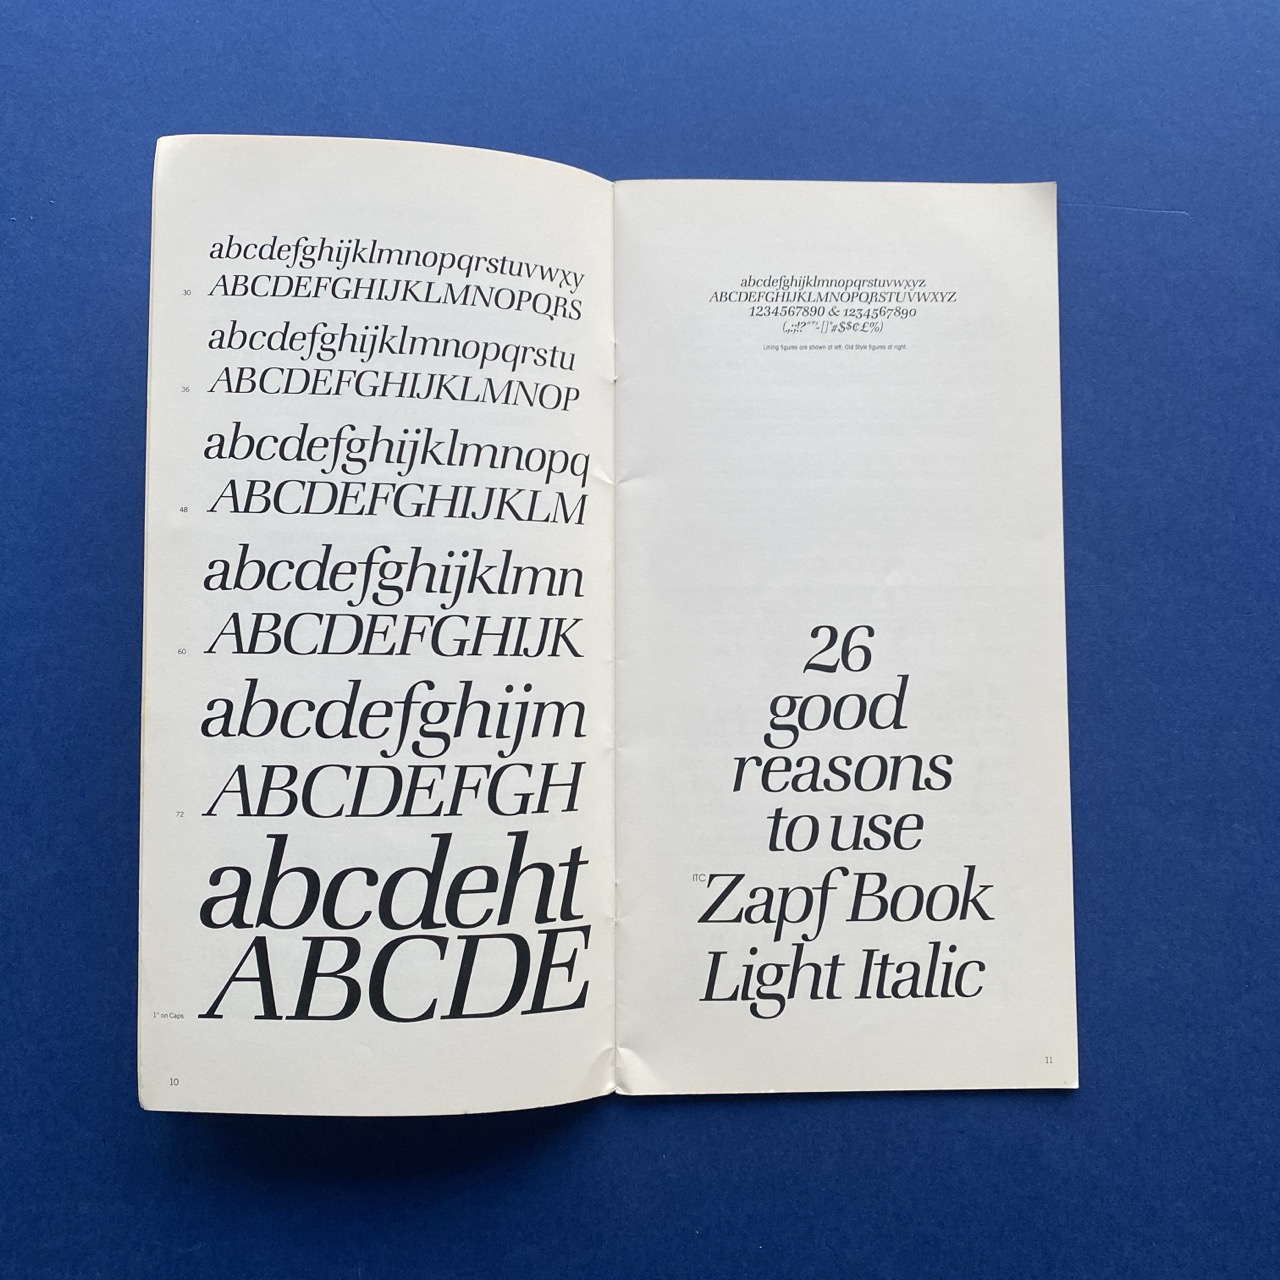 abcdefghijklmnopqrstuvwxy
30 ABCDEFGHIJKLMNOPQRS
abcdefghijklmnopqrstu
36 ABCDEFGHIJKLMNOP
abcdefghijklmnopq
48 ABCDEFGHIJKLM
abcdefghijklmn
60 ABCDEFGHIJK
abcdefghijm
72 ABCDEFGH
abcdeht
1" on Caps ABCDE
10
abcdefghijklmnopqrstuvwxyz
ABCDEFGHIJKLMNOPQRSTUVWXYZ
1234567890 & 1234567890
Lining figures are shown at left, Old Style figures at right.
26
good
reasons
to use
ITC Zapf Book
Light Italic
11